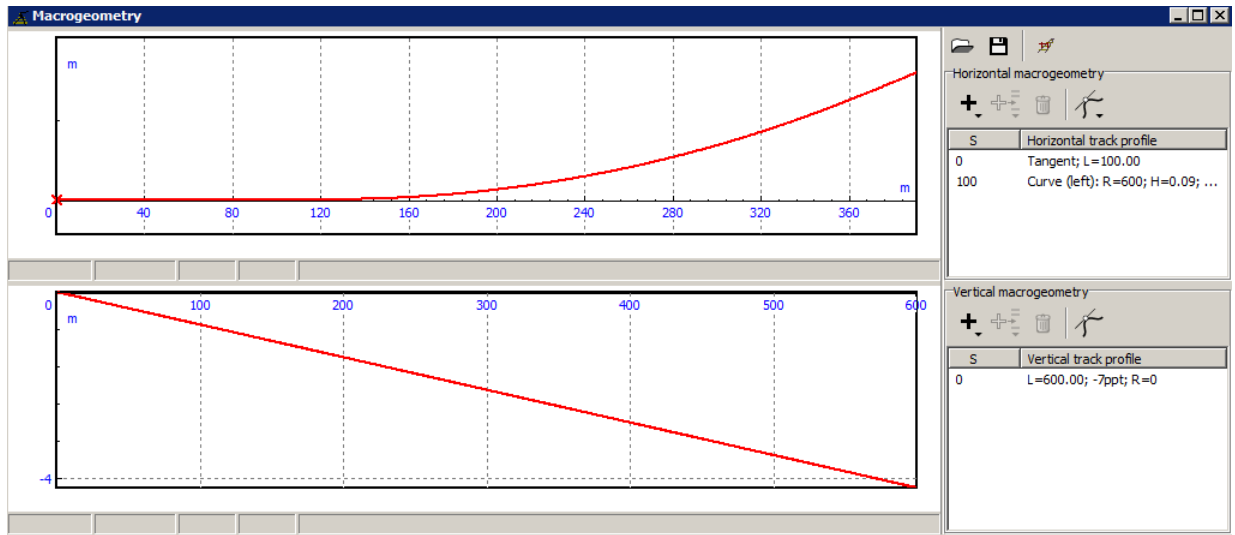 Macrogeometry
m
m
0 40 80 120 160 200 240 280 320 360
Horizontal macrogeometry
S Horizontal track profile
0 Tangent; L=100.00
100 Curve (left): R=600; H=0.09; ...
0 100 200 300 400 500 600
m
-4
Vertical macrogeometry
S Vertical track profile
0 L=600.00; -7ppt; R=0